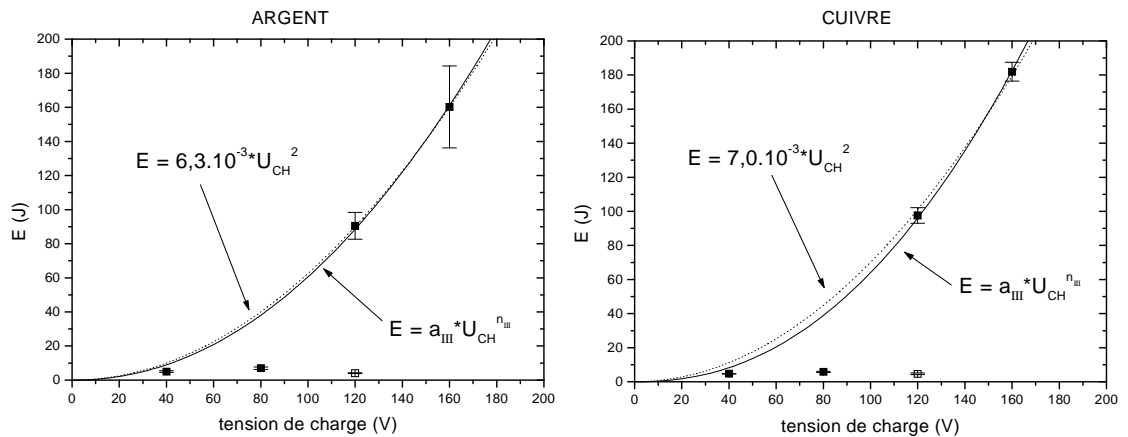 ARGENT
200
180
160
140
120
100
80
60
40
20
0
E (J)
E = 6,3.10⁻³*U_CH²
E = a_III*U_CH^n_III
0 20 40 60 80 100 120 140 160 180 200
tension de charge (V)
CUIVRE
200
180
160
140
120
100
80
60
40
20
0
E (J)
E = 7,0.10⁻³*U_CH²
E = a_III*U_CH^n_III
0 20 40 60 80 100 120 140 160 180 200
tension de charge (V)